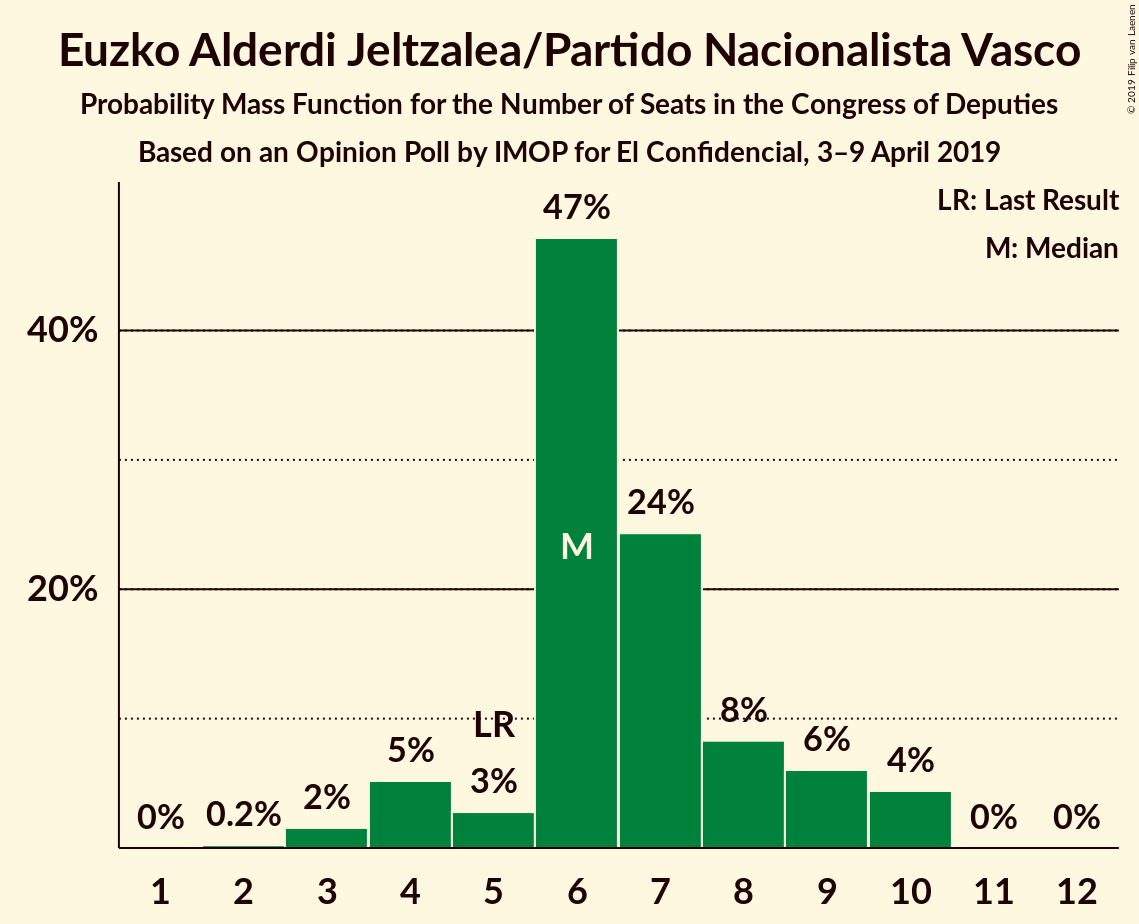 Euzko Alderdi Jeltzalea/Partido Nacionalista Vasco
Probability Mass Function for the Number of Seats in the Congress of Deputies
Based on an Opinion Poll by IMOP for El Confidencial, 3–9 April 2019
© 2019 Filip van Laenen
LR: Last Result
M: Median
47%
40%
24%
M
20%
LR
8%
5%
6%
3%
4%
2%
0%
0.2%
0%
0%
1 2 3 4 5 6 7 8 9 10 11 12